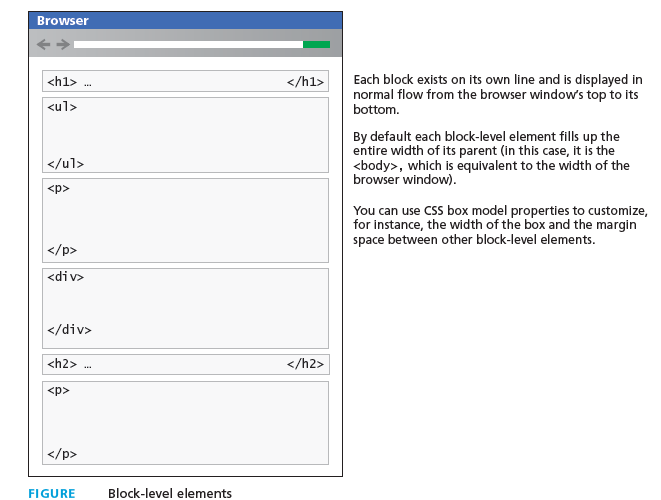 Browser
<h1> … </h1>
<ul>
</ul>
<p>
</p>
<div>
</div>
<h2> … </h2>
<p>
</p>
Each block exists on its own line and is displayed in
normal flow from the browser window's top to its
bottom.
By default each block-level element fills up the
entire width of its parent (in this case, it is the
<body>, which is equivalent to the width of the
browser window).
You can use CSS box model properties to customize,
for instance, the width of the box and the margin
space between other block-level elements.
FIGURE Block-level elements